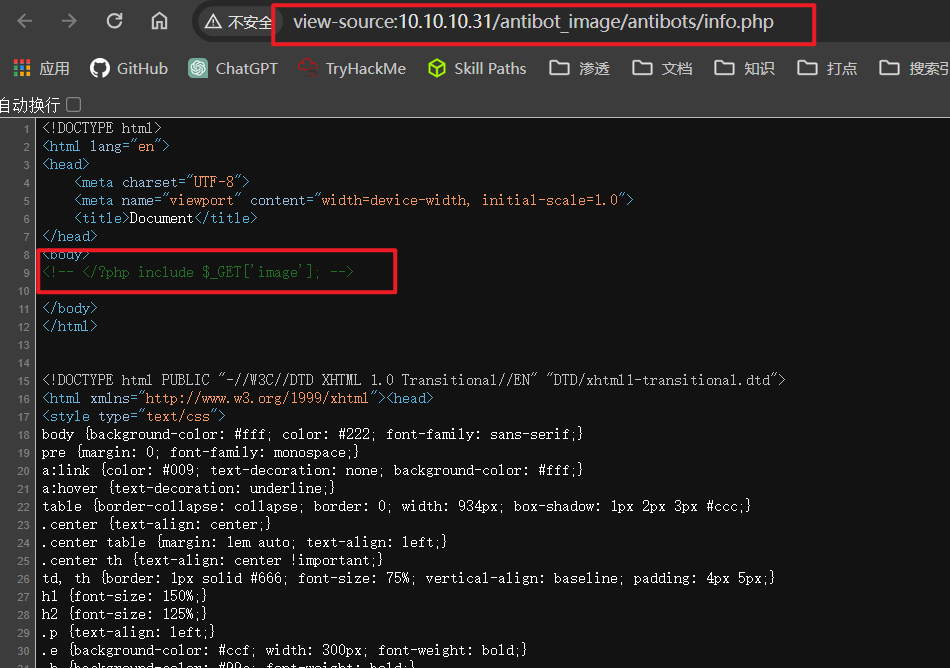 不安全 view-source:10.10.10.31/antibot_image/antibots/info.php
应用 GitHub ChatGPT TryHackMe Skill Paths 渗透 文档 知识 打点 搜索引
自动换行
1 <!DOCTYPE html>
2 <html lang="en">
3 <head>
4 <meta charset="UTF-8">
5 <meta name="viewport" content="width=device-width, initial-scale=1.0">
6 <title>Document</title>
7 </head>
8 <body>
9 <!-- </?php include $_GET['image']; -->
10
11 </body>
12 </html>
13
14
15 <!DOCTYPE html PUBLIC "-//W3C//DTD XHTML 1.0 Transitional//EN" "DTD/xhtml1-transitional.dtd">
16 <html xmlns="http://www.w3.org/1999/xhtml"><head>
17 <style type="text/css">
18 body {background-color: #fff; color: #222; font-family: sans-serif;}
19 pre {margin: 0; font-family: monospace;}
20 a:link {color: #009; text-decoration: none; background-color: #fff;}
21 a:hover {text-decoration: underline;}
22 table {border-collapse: collapse; border: 0; width: 934px; box-shadow: 1px 2px 3px #ccc;}
23 .center {text-align: center;}
24 .center table {margin: 1em auto; text-align: left;}
25 .center th {text-align: center !important;}
26 td, th {border: 1px solid #666; font-size: 75%; vertical-align: baseline; padding: 4px 5px;}
27 h1 {font-size: 150%;}
28 h2 {font-size: 125%;}
29 .p {text-align: left;}
30 .e {background-color: #ccf; width: 300px; font-weight: bold;}
31 .h {background-color: #99c; font-weight: bold;}